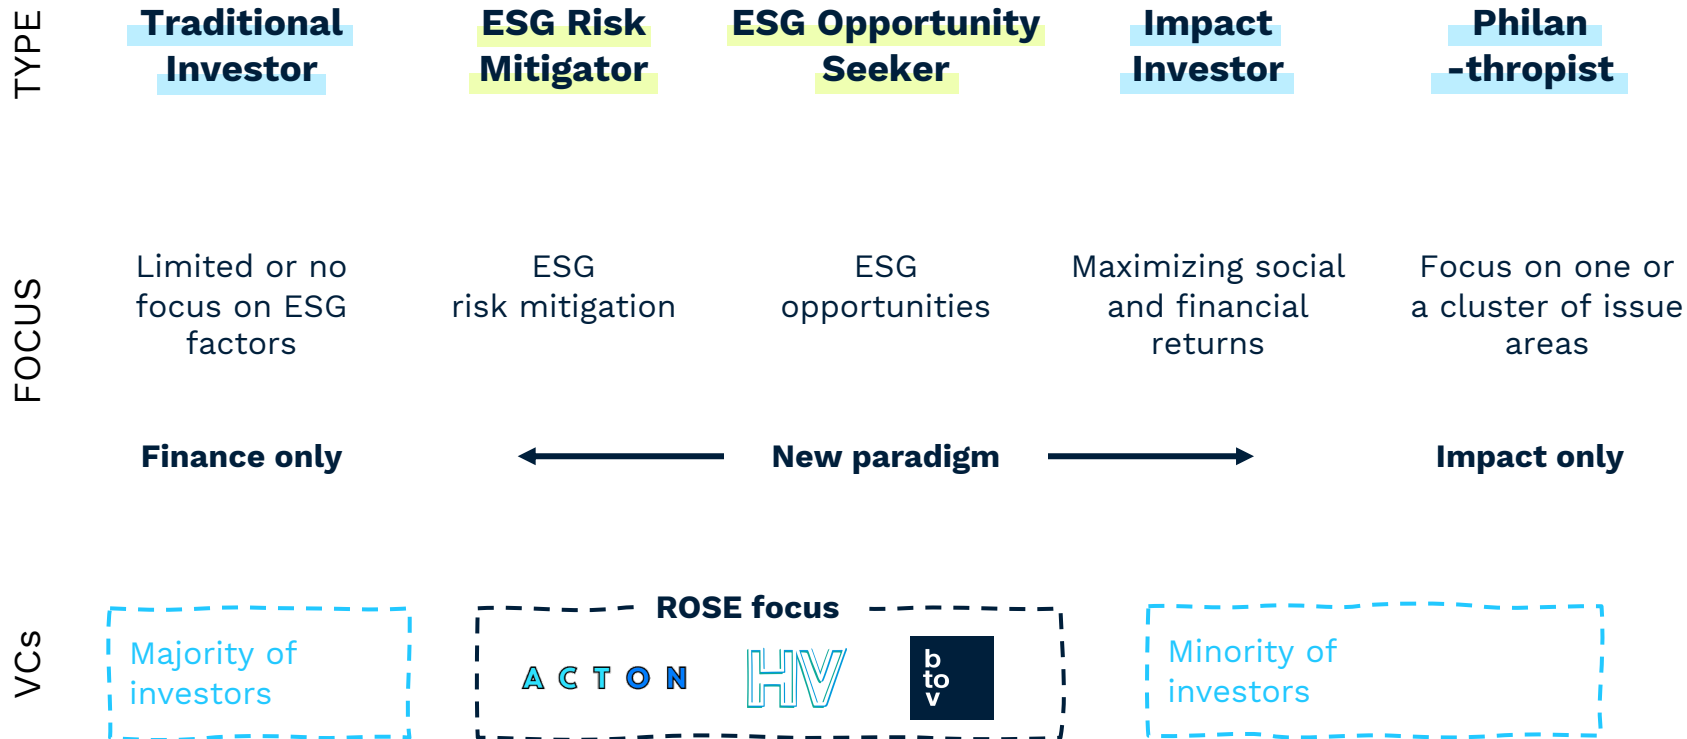 TYPE
Traditional
Investor
ESG Risk
Mitigator
ESG Opportunity
Seeker
Impact
Investor
Philan
-thropist
FOCUS
Limited or no
focus on ESG
factors
ESG
risk mitigation
ESG
opportunities
Maximizing social
and financial
returns
Focus on one or
a cluster of issue
areas
Finance only
New paradigm
Impact only
VCs
Majority of
investors
ROSE focus
ACTON
HV
b
to
v
Minority of
investors